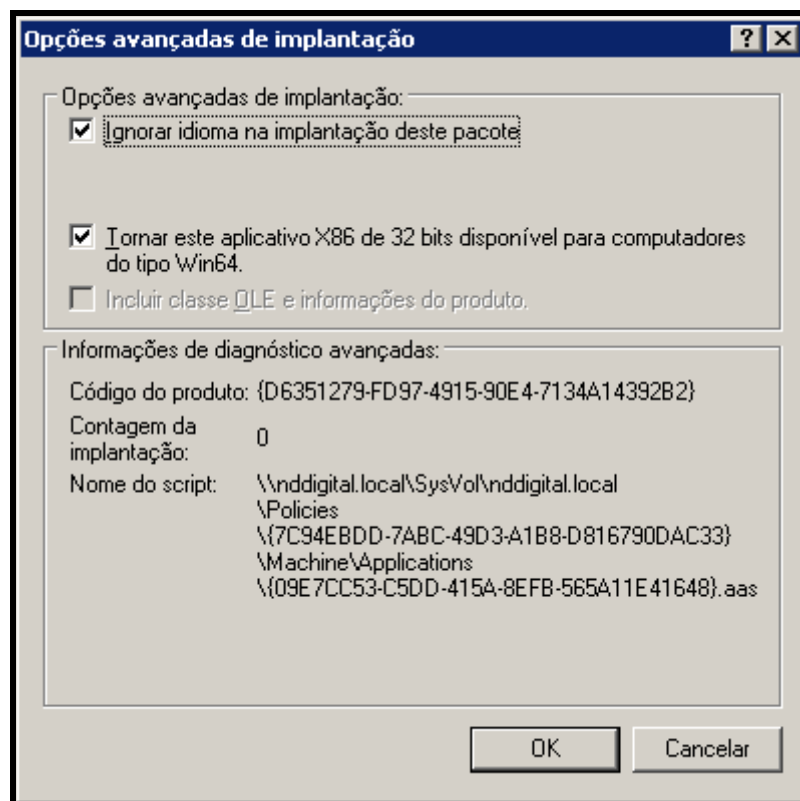 Opções avançadas de implantação
Opções avançadas de implantação:
Ignorar idioma na implantação deste pacote
Tornar este aplicativo X86 de 32 bits disponível para computadores
do tipo Win64.
Incluir classe OLE e informações do produto.
Informações de diagnóstico avançadas:
Código do produto: {D6351279-FD97-4915-90E4-7134A14392B2}
Contagem da
implantação:
0
Nome do script:
\\nddigital.local\SysVol\nddigital.local
\Policies
\{7C94EBDD-7ABC-49D3-A1B8-D816790DAC33}
\Machine\Applications
\{09E7CC53-C5DD-415A-8EFB-565A11E41648}.aas
OK
Cancelar